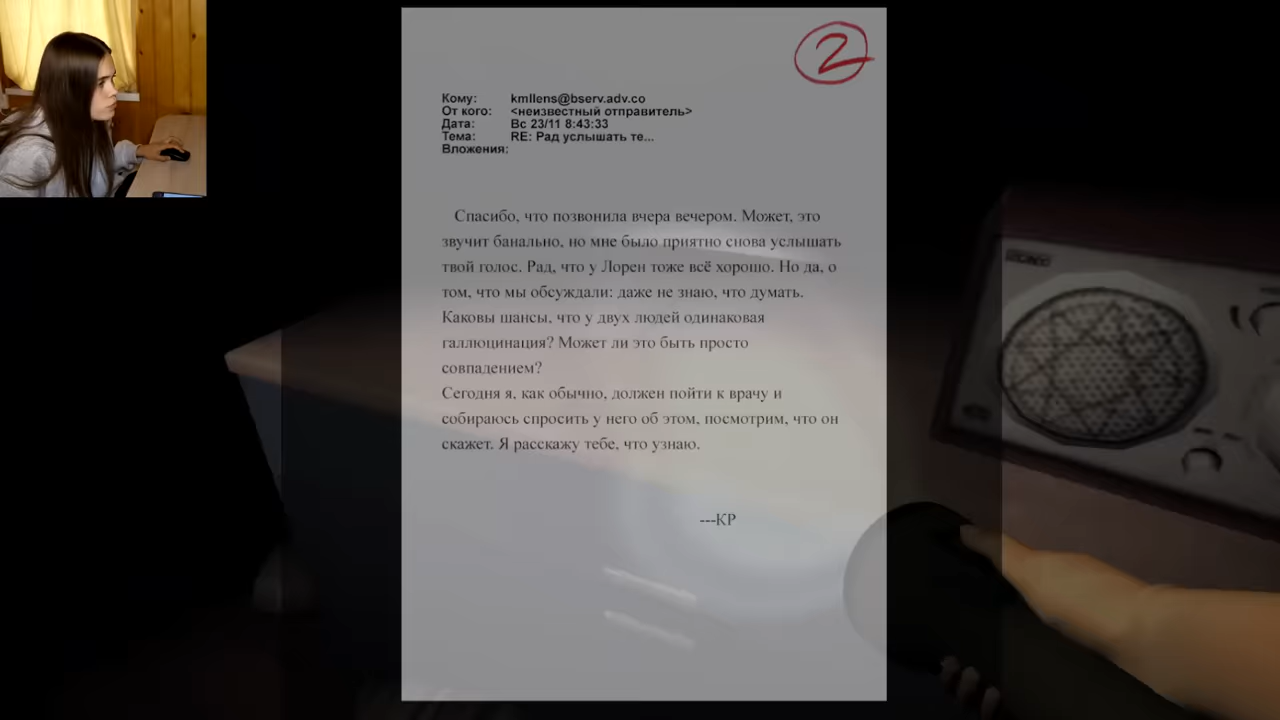 2
Кому: kmllens@bserv.adv.co
От кого: <неизвестный отправитель>
Дата: Вс 23/11 8:43:33
Тема: RE: Рад услышать те...
Вложения:
Спасибо, что позвонила вчера вечером. Может, это
звучит банально, но мне было приятно снова услышать
твой голос. Рад, что у Лорен тоже всё хорошо. Но да, о
том, что мы обсуждали: даже не знаю, что думать.
Каковы шансы, что у двух людей одинаковая
галлюцинация? Может ли это быть просто
совпадением?
Сегодня я, как обычно, должен пойти к врачу и
собираюсь спросить у него об этом, посмотрим, что он
скажет. Я расскажу тебе, что узнаю.
---КР